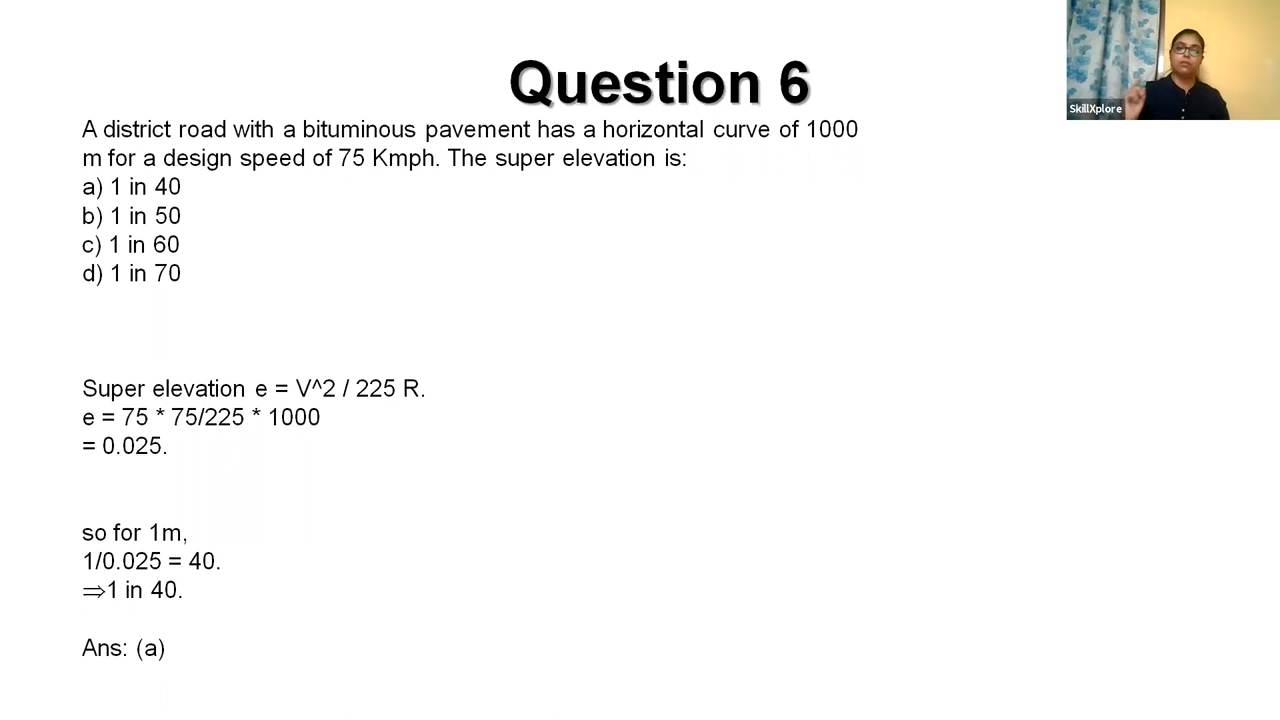 Question 6
A district road with a bituminous pavement has a horizontal curve of 1000
m for a design speed of 75 Kmph. The super elevation is:
a) 1 in 40
b) 1 in 50
c) 1 in 60
d) 1 in 70
Super elevation e = V^2 / 225 R.
e = 75 * 75/225 * 1000
= 0.025.
so for 1m,
1/0.025 = 40.
⇒1 in 40.
Ans: (a)
SkillXplore